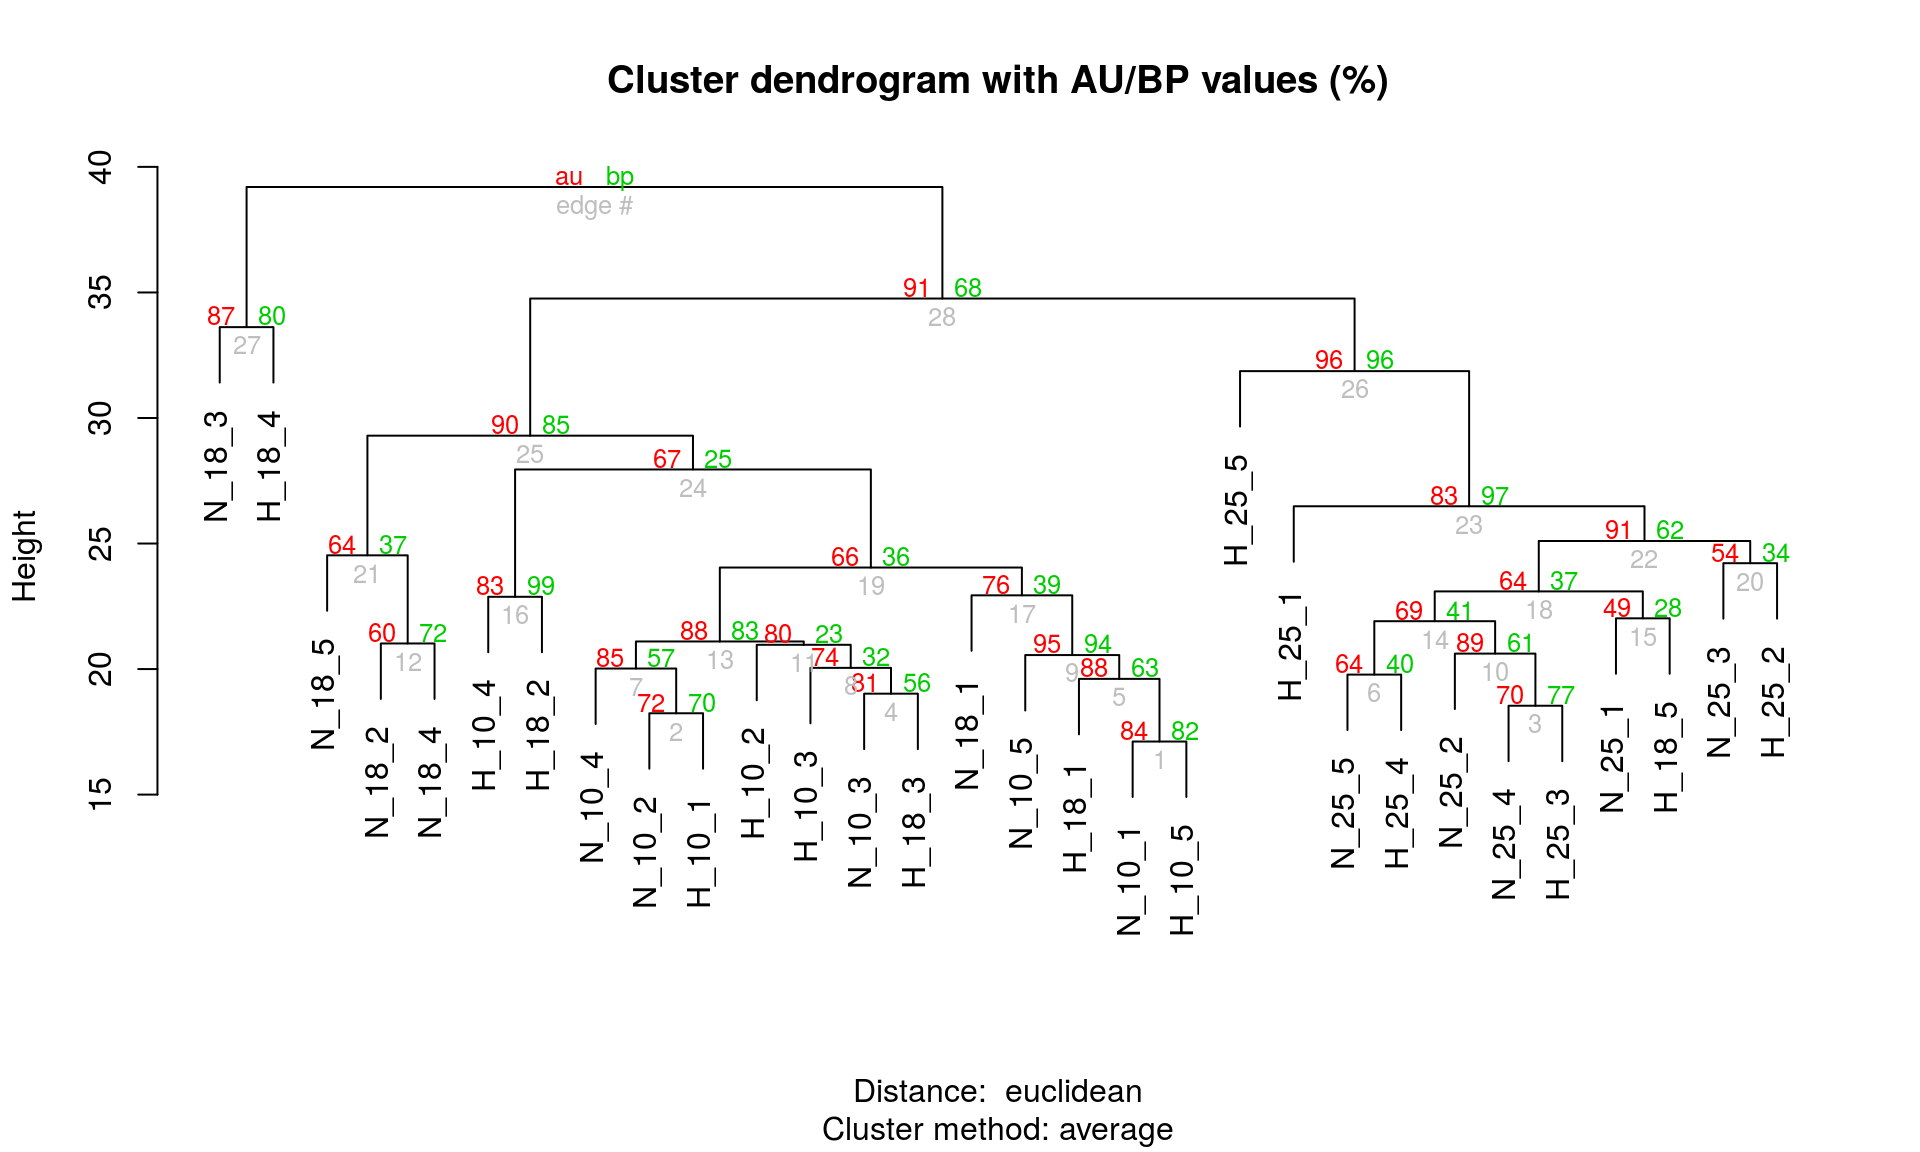 Cluster dendrogram with AU/BP values (%)
Height
40
35
30
25
20
15
au bp
edge #
91 68
28
87 80
27
96 96
26
90 85
25
67 25
24
83 97
23
91 62
22
64 37
21
54 34
20
66 36
19
64 37
18
76 39
17
83 99
16
49 28
15
69 41
14
88 83
13
60 72
12
80 23
11
89 61
10
95 94
9
74 32
8
85 57
7
64 40
6
88 63
5
81 56
4
70 77
3
72 70
2
84 82
1
N_18_3
H_18_4
N_18_5
N_18_2
N_18_4
H_10_4
H_18_2
N_10_4
N_10_2
H_10_1
H_10_2
H_10_3
N_10_3
H_18_3
N_18_1
N_10_5
H_18_1
N_10_1
H_10_5
H_25_5
H_25_1
N_25_5
H_25_4
N_25_2
N_25_4
H_25_3
N_25_1
H_18_5
N_25_3
H_25_2
Distance: euclidean
Cluster method: average